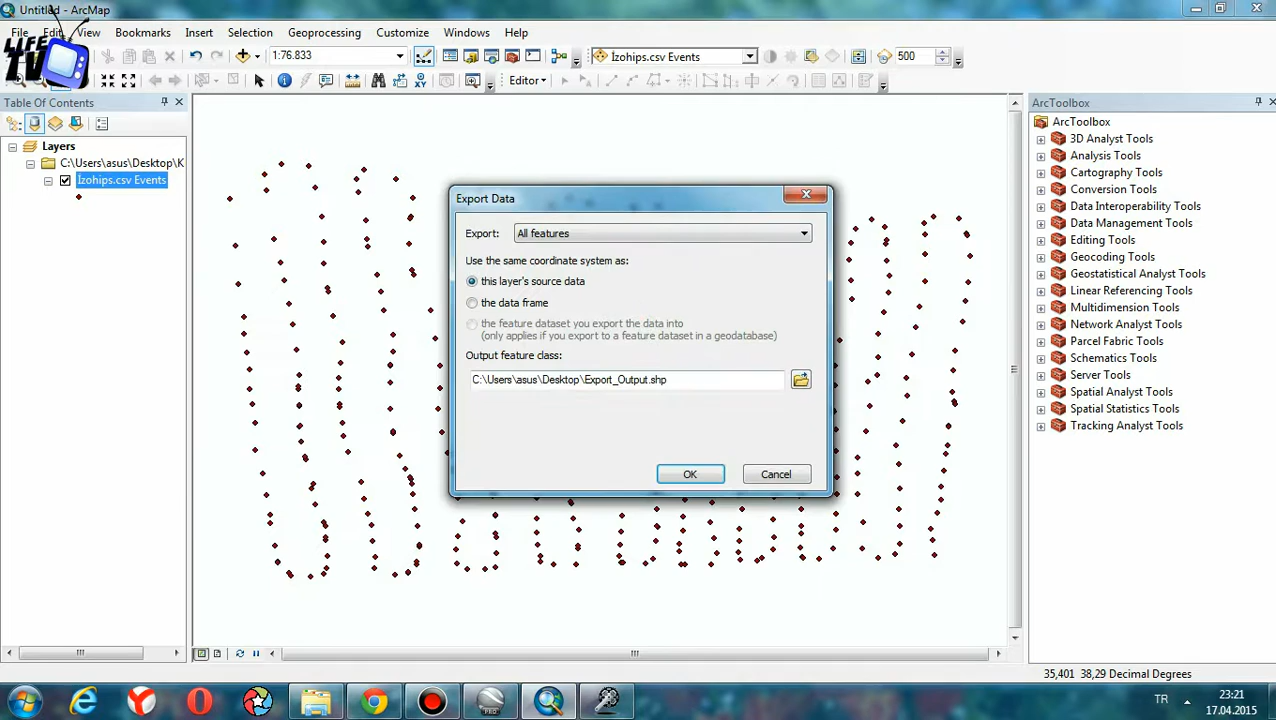 Untitled - ArcMap
File Edit View Bookmarks Insert Selection Geoprocessing Customize Windows Help
LIFE
TV
1:76.833
İzohips.csv Events
500
Editor
Table Of Contents
Layers
C:\Users\asus\Desktop\K
İzohips.csv Events
Export Data
Export: All features
Use the same coordinate system as:
this layer's source data
the data frame
the feature dataset you export the data into
(only applies if you export to a feature dataset in a geodatabase)
Output feature class:
C:\Users\asus\Desktop\Export_Output.shp
OK Cancel
ArcToolbox
ArcToolbox
3D Analyst Tools
Analysis Tools
Cartography Tools
Conversion Tools
Data Interoperability Tools
Data Management Tools
Editing Tools
Geocoding Tools
Geostatistical Analyst Tools
Linear Referencing Tools
Multidimension Tools
Network Analyst Tools
Parcel Fabric Tools
Schematics Tools
Server Tools
Spatial Analyst Tools
Spatial Statistics Tools
Tracking Analyst Tools
35,401 38,29 Decimal Degrees
PRO
TR
23:21
17.04.2015